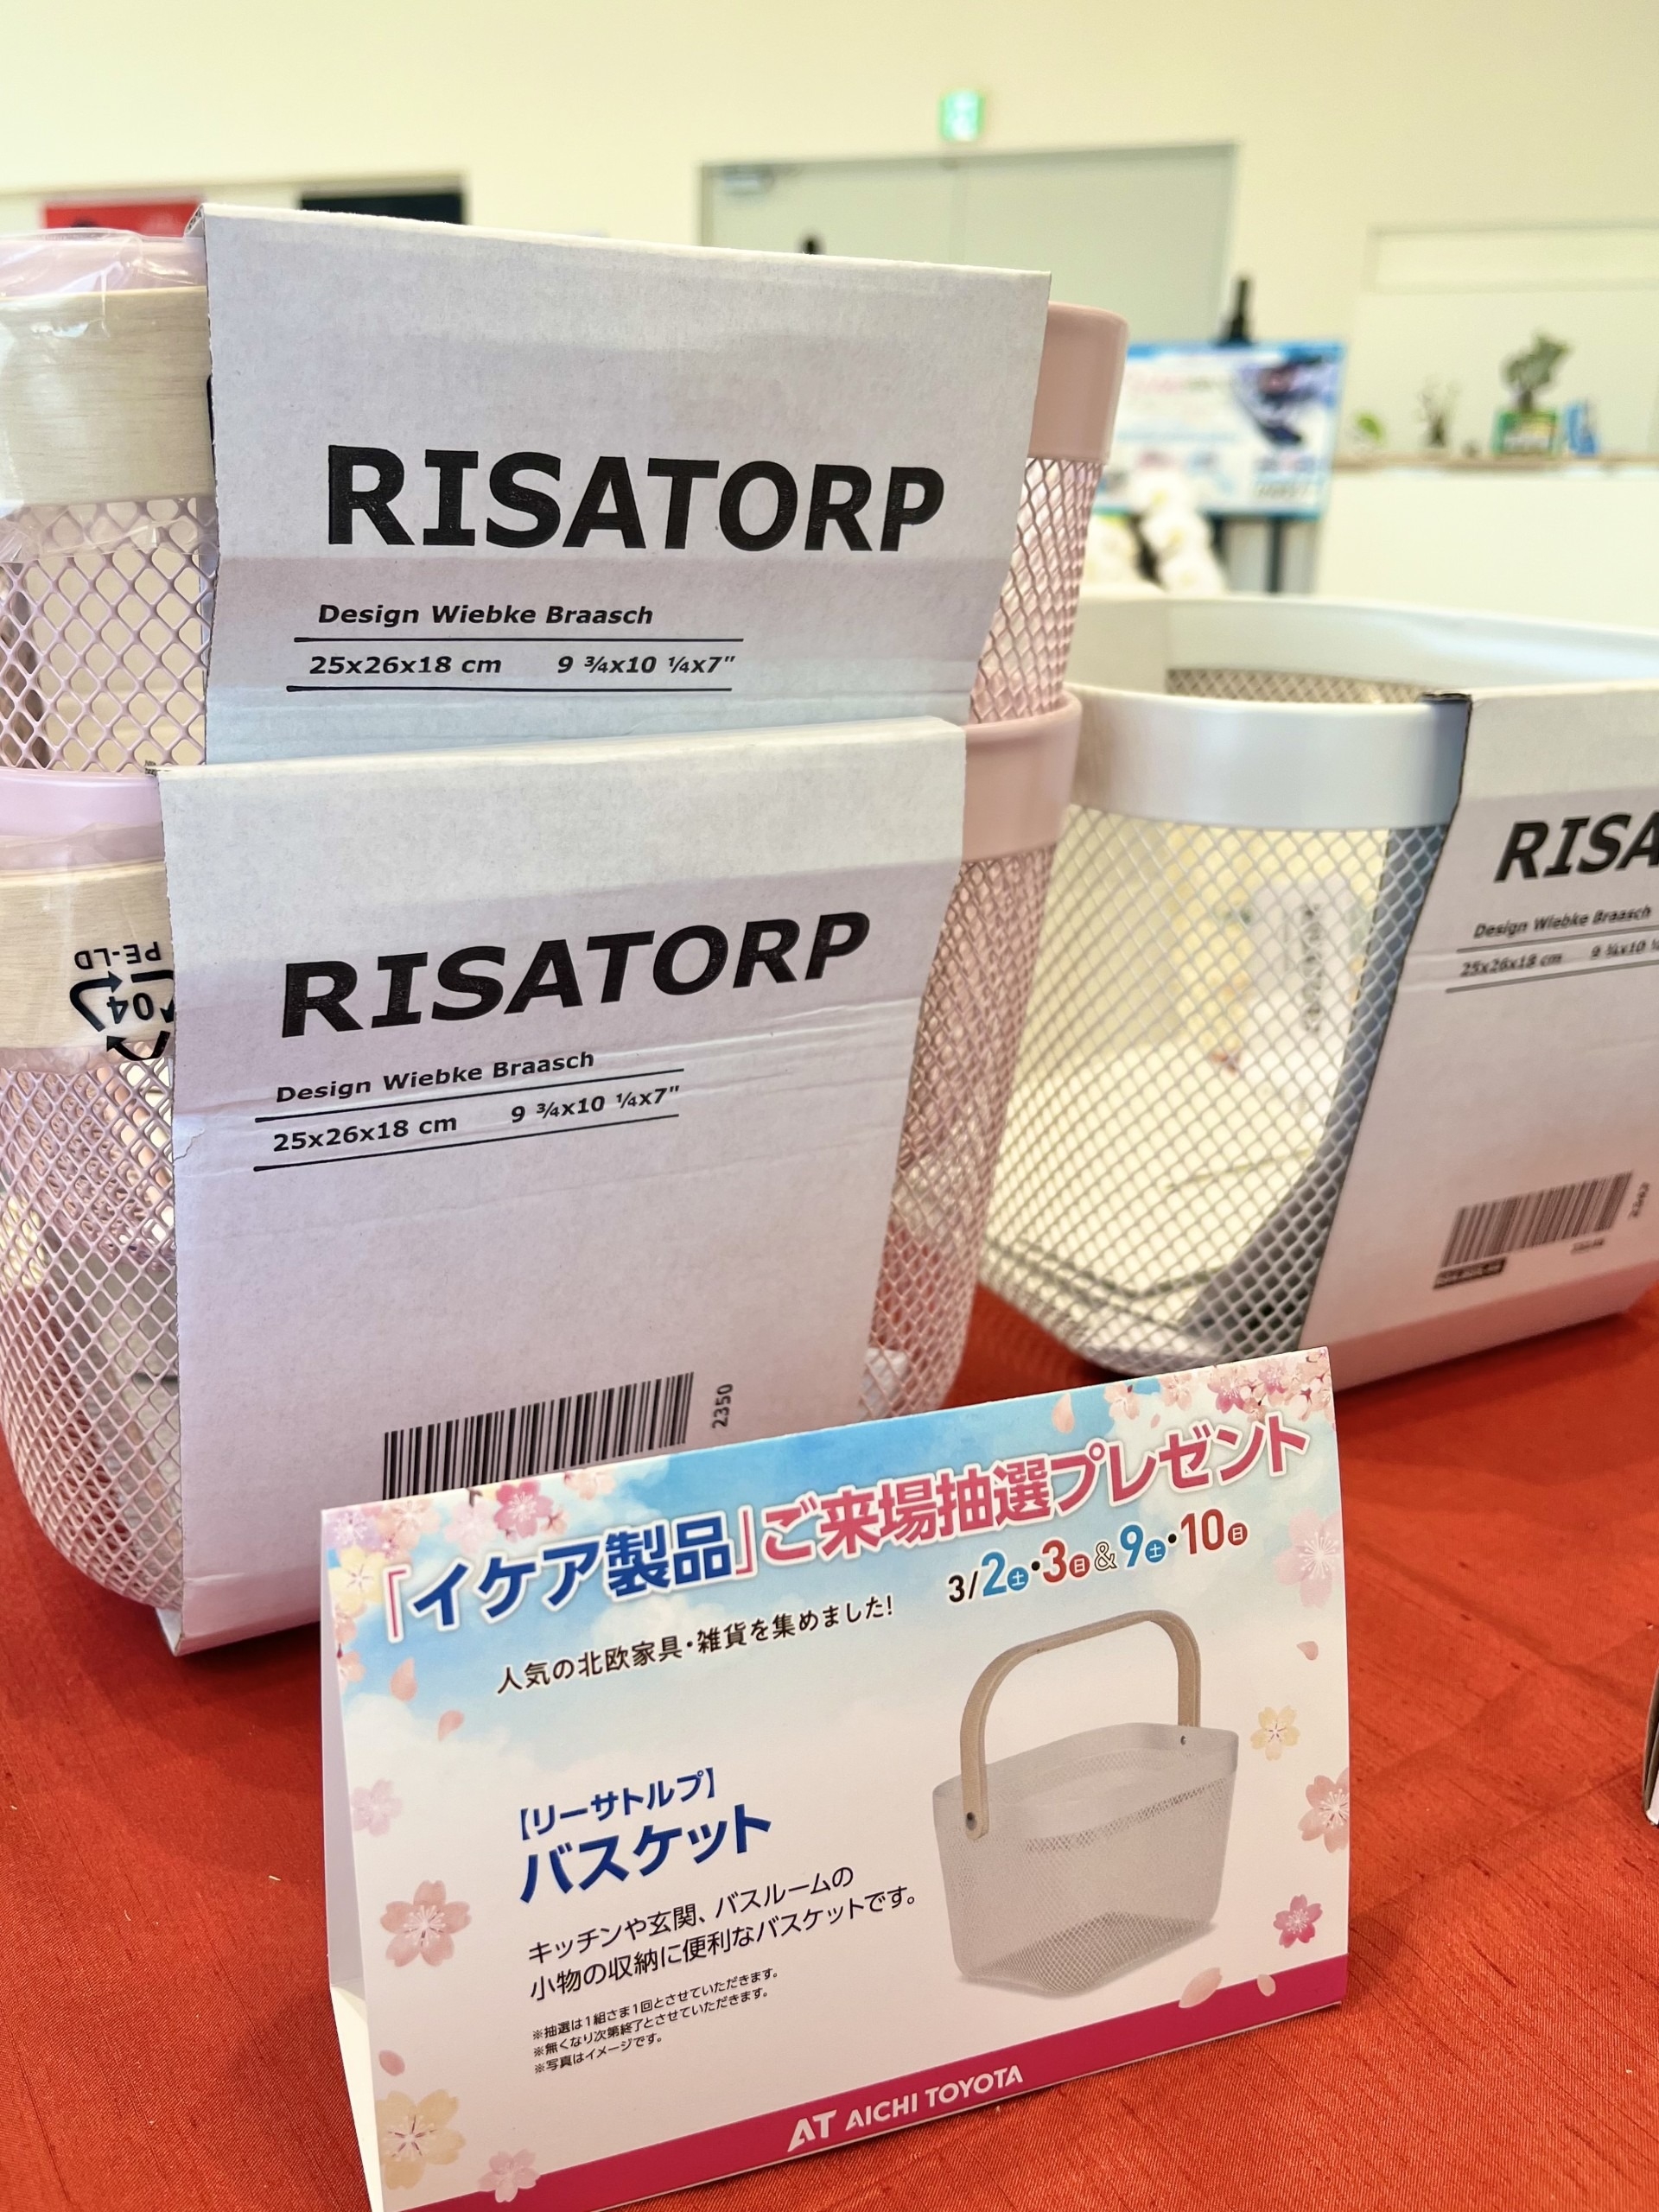 RISATORP
Design Wiebke Braasch
25x26x18 cm 9 ¾x10 ¼x7"
RISATORP
Design Wiebke Braasch
25x26x18 cm 9 ¾x10 ¼x7"
PE-LD
04
2350
RISA
Design Wiebke Braasch
25x26x18 cm 9 ¾x10
「イケア製品」ご来場抽選プレゼント
3/2土・3日&9土・10日
人気の北欧家具・雑貨を集めました!
【リーサトルプ】
バスケット
キッチンや玄関、バスルームの
小物の収納に便利なバスケットです。
※抽選は1組さま1回とさせていただきます。
※無くなり次第終了とさせていただきます。
※写真はイメージです。
AT AICHI TOYOTA